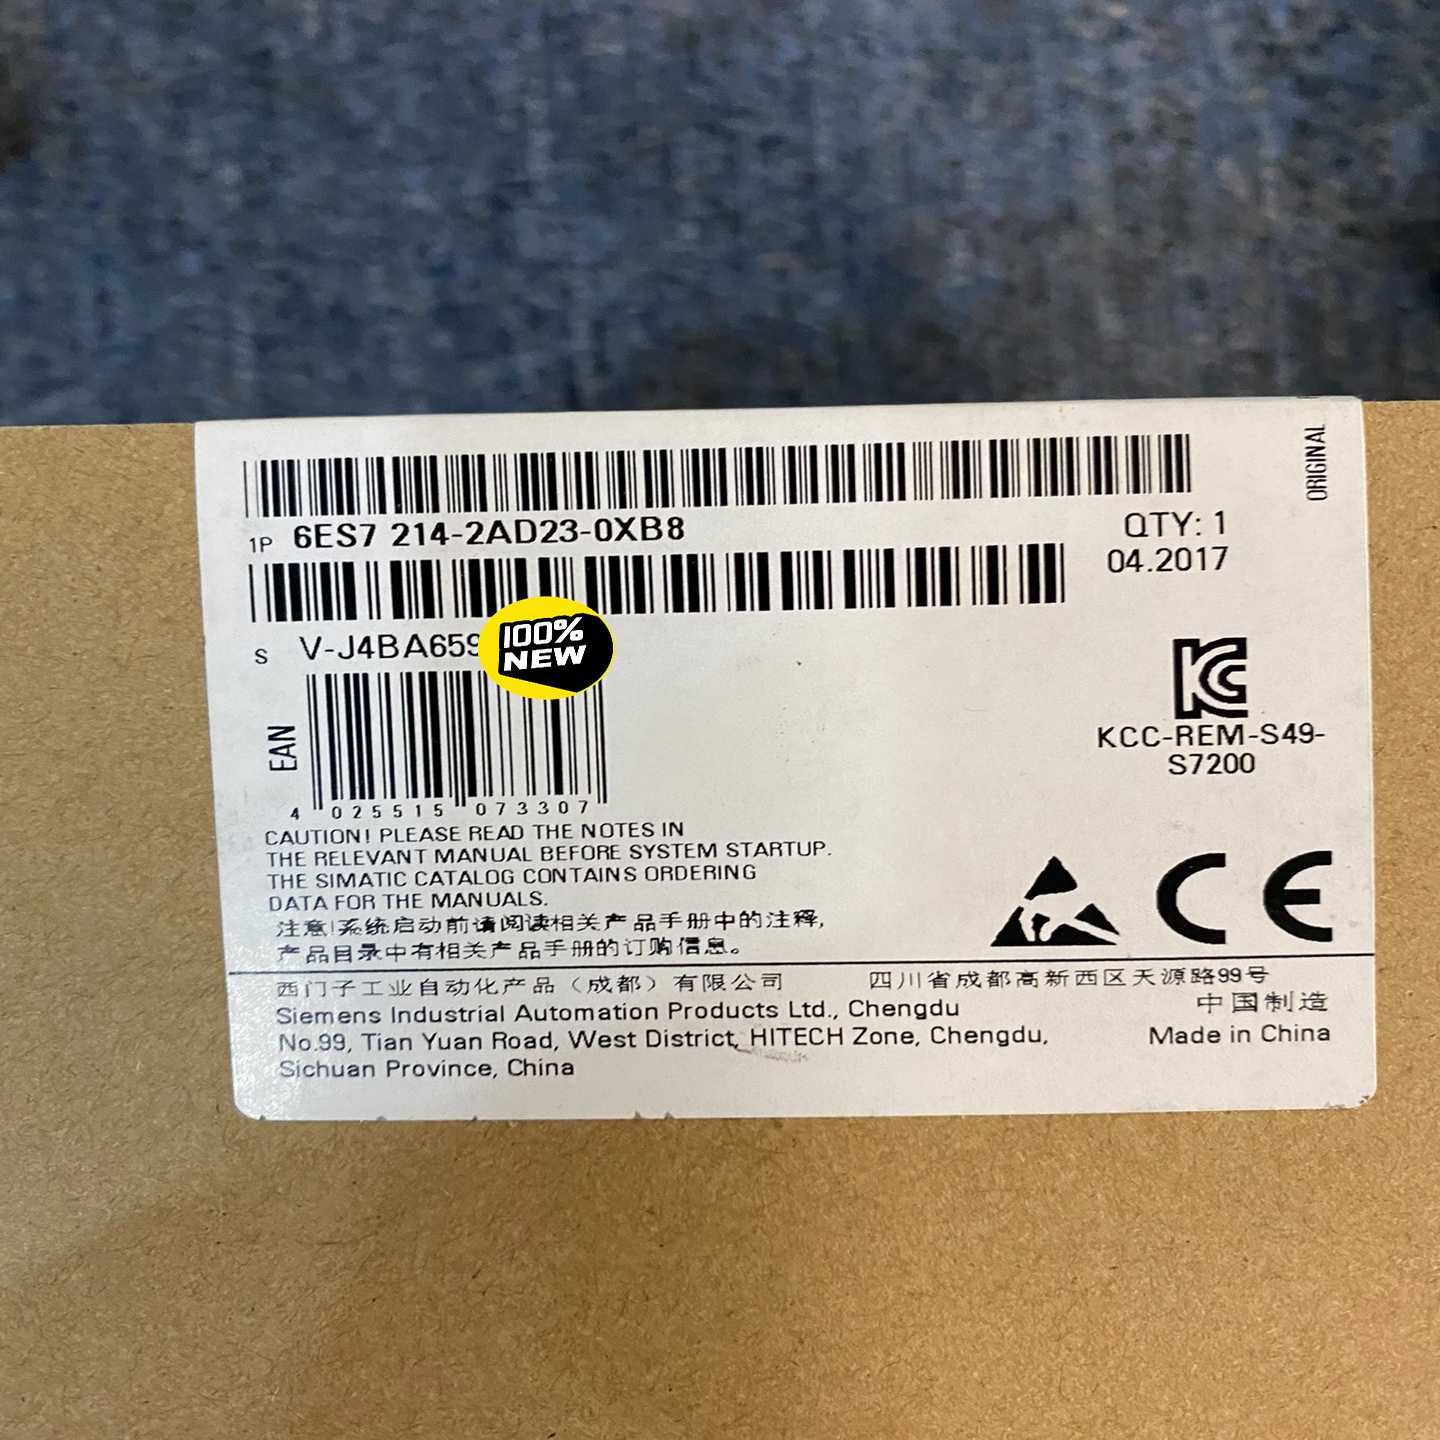 ORIGINAL
1P 6ES7 214-2AD23-0XB8
QTY: 1
04.2017
S V-J4BA659
100%
NEW
EAN
4 025515 073307
KCC-REM-S49-
S7200
CAUTION! PLEASE READ THE NOTES IN
THE RELEVANT MANUAL BEFORE SYSTEM STARTUP.
THE SIMATIC CATALOG CONTAINS ORDERING
DATA FOR THE MANUALS.
注意!系统启动前请阅读相关产品手册中的注释,
产品目录中有相关产品手册的订购信息。
CE
西门子工业自动化产品（成都）有限公司 四川省成都高新西区天源路99号
Siemens Industrial Automation Products Ltd., Chengdu
中国制造
No.99, Tian Yuan Road, West District, HITECH Zone, Chengdu,
Made in China
Sichuan Province, China